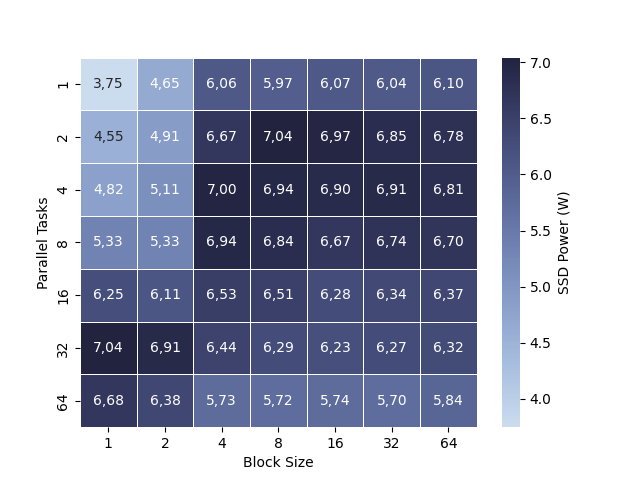 1 3,75 4,65 6,06 5,97 6,07 6,04 6,10
2 4,55 4,91 6,67 7,04 6,97 6,85 6,78
4 4,82 5,11 7,00 6,94 6,90 6,91 6,81
8 5,33 5,33 6,94 6,84 6,67 6,74 6,70
16 6,25 6,11 6,53 6,51 6,28 6,34 6,37
32 7,04 6,91 6,44 6,29 6,23 6,27 6,32
64 6,68 6,38 5,73 5,72 5,74 5,70 5,84
1 2 4 8 16 32 64
Block Size
Parallel Tasks
7.0
6.5
6.0
5.5
5.0
4.5
4.0
SSD Power (W)